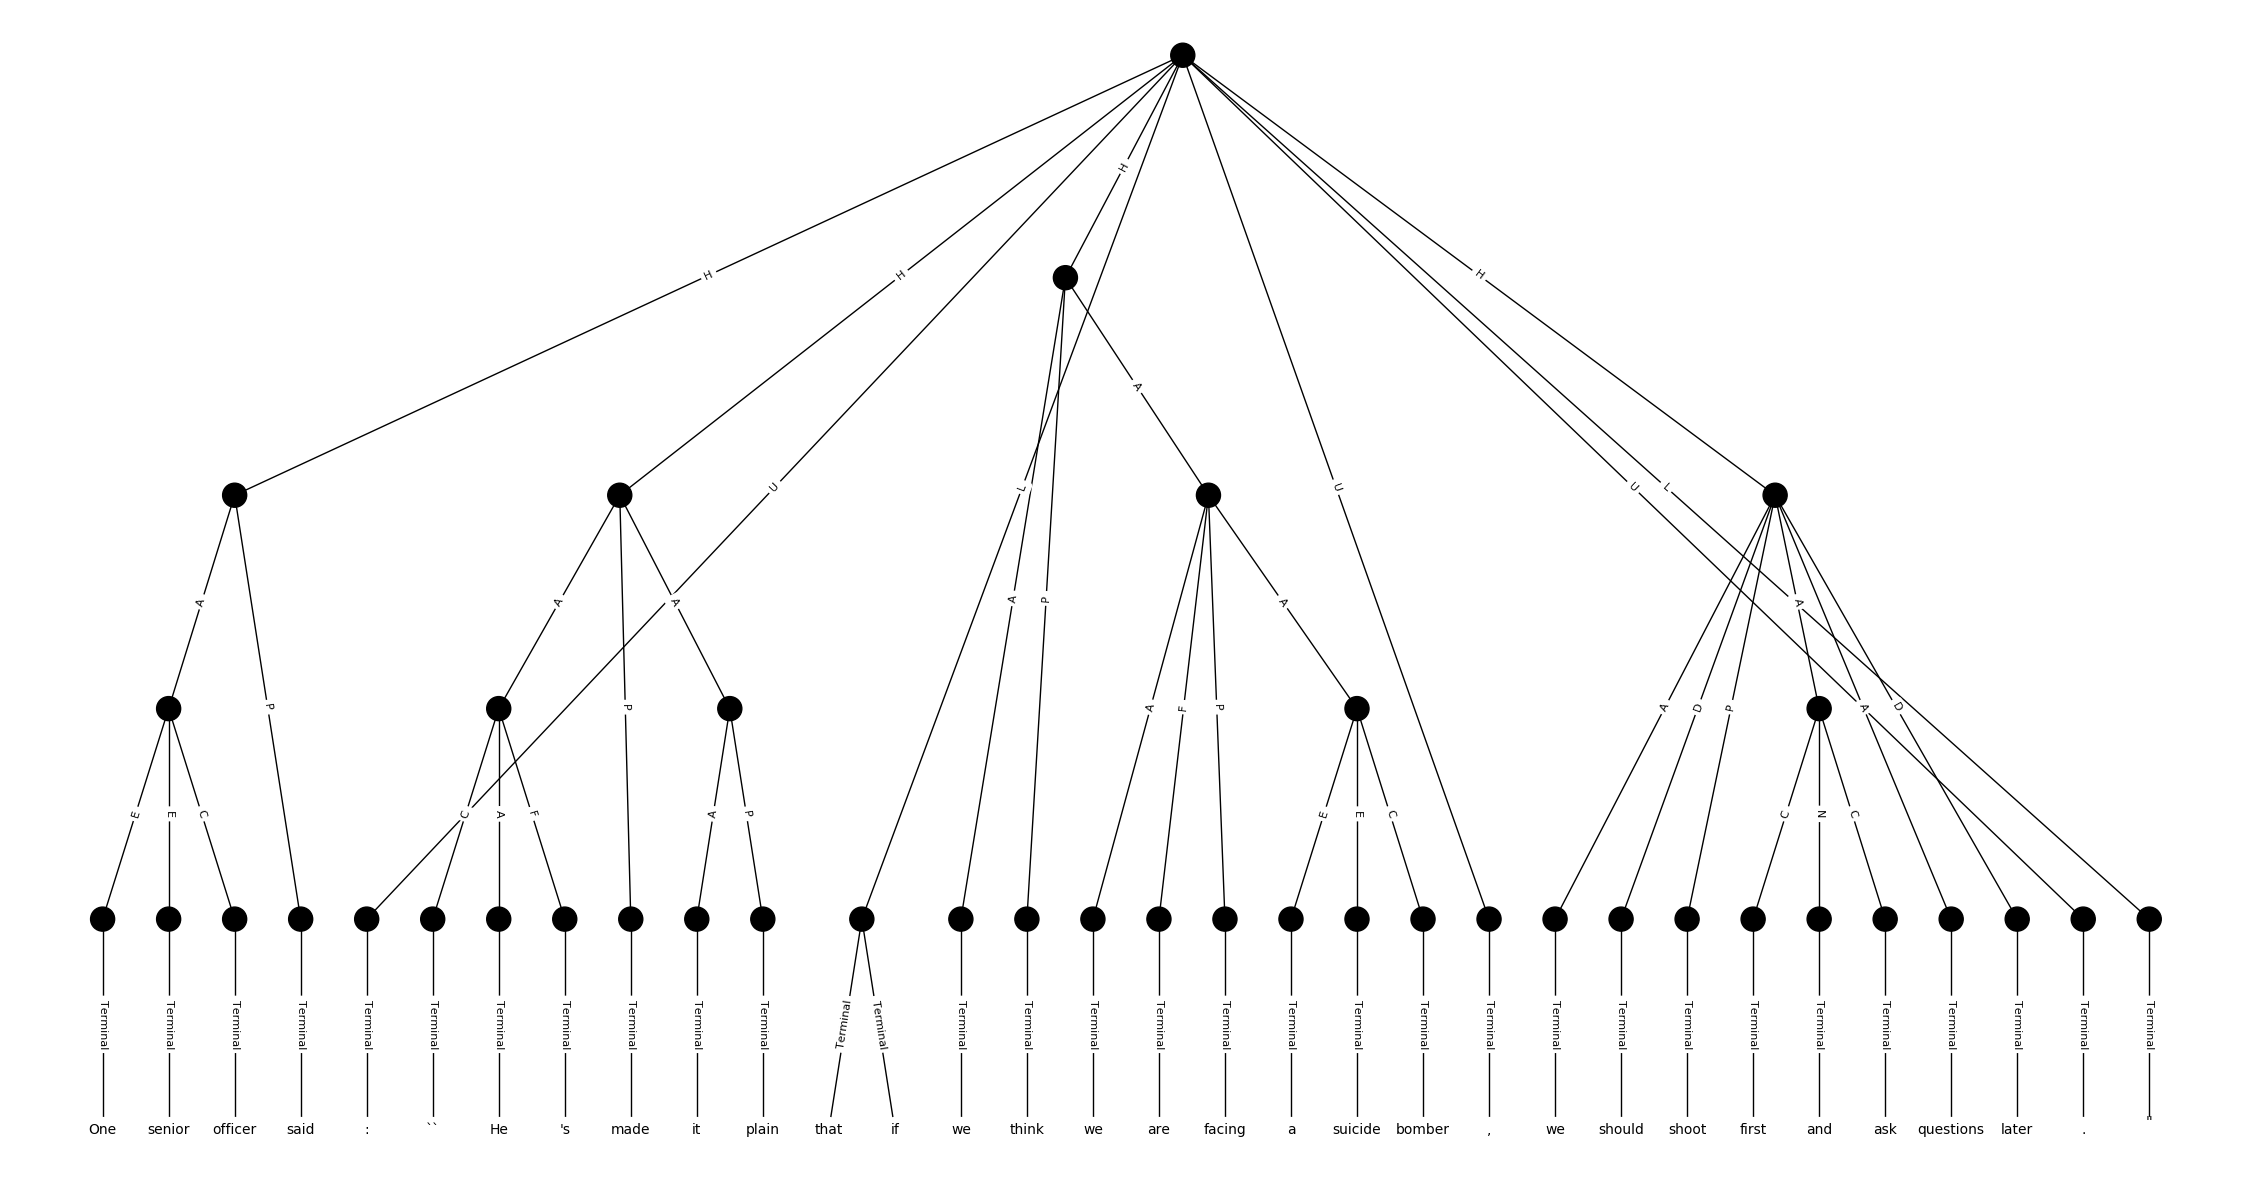 H
H H H
A L U U L
A P A A A A P A A
P P A F P A D P A D
E E C C A F A P E E C C N C
Terminal Terminal Terminal Terminal Terminal Terminal Terminal Terminal Terminal Terminal Terminal Terminal Terminal Terminal Terminal Terminal Terminal Terminal Terminal Terminal Terminal Terminal Terminal Terminal Terminal Terminal Terminal Terminal Terminal Terminal Terminal Terminal
One senior officer said : `` He 's made it plain that if we think we are facing a suicide bomber , we should shoot first and ask questions later . "